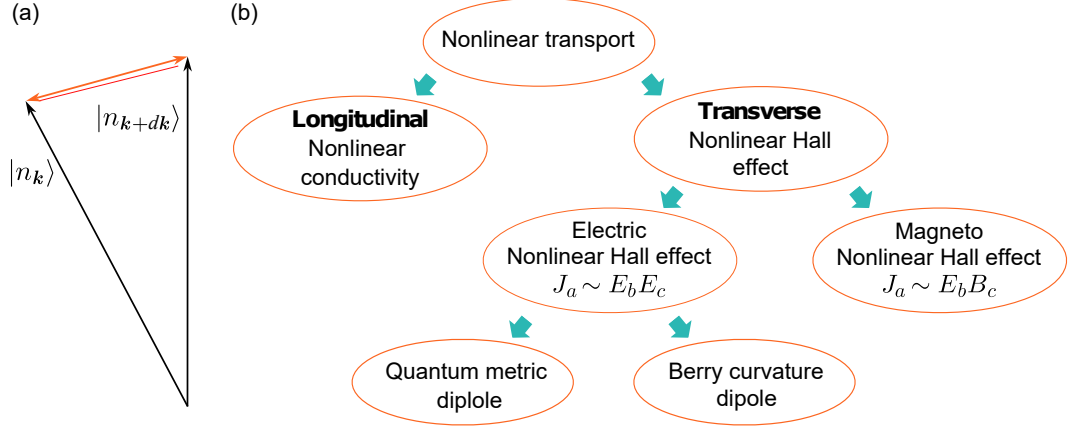 (a)
|n_{k+dk}⟩
|n_k⟩
(b)
Nonlinear transport
Longitudinal
Nonlinear
conductivity
Transverse
Nonlinear Hall
effect
Electric
Nonlinear Hall effect
J_a ~ E_b E_c
Magneto
Nonlinear Hall effect
J_a ~ E_b B_c
Quantum metric
diplole
Berry curvature
dipole